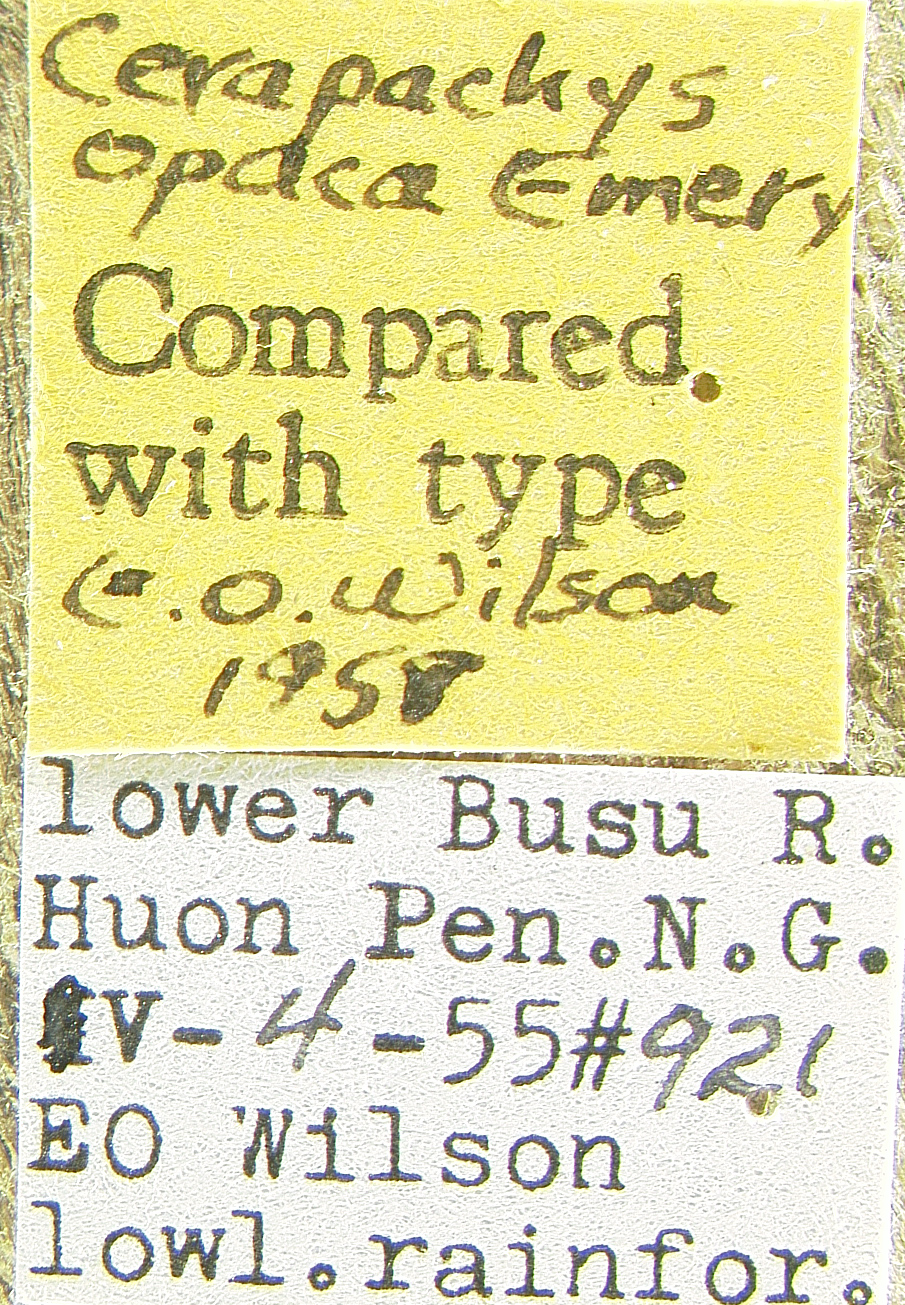 Cerapachys
opaca Emery
Compared
with type
E.O. Wilson
1958
lower Busu R.
Huon Pen.N.G.
IV-4-55#921
EO Wilson
lowl.rainfor.